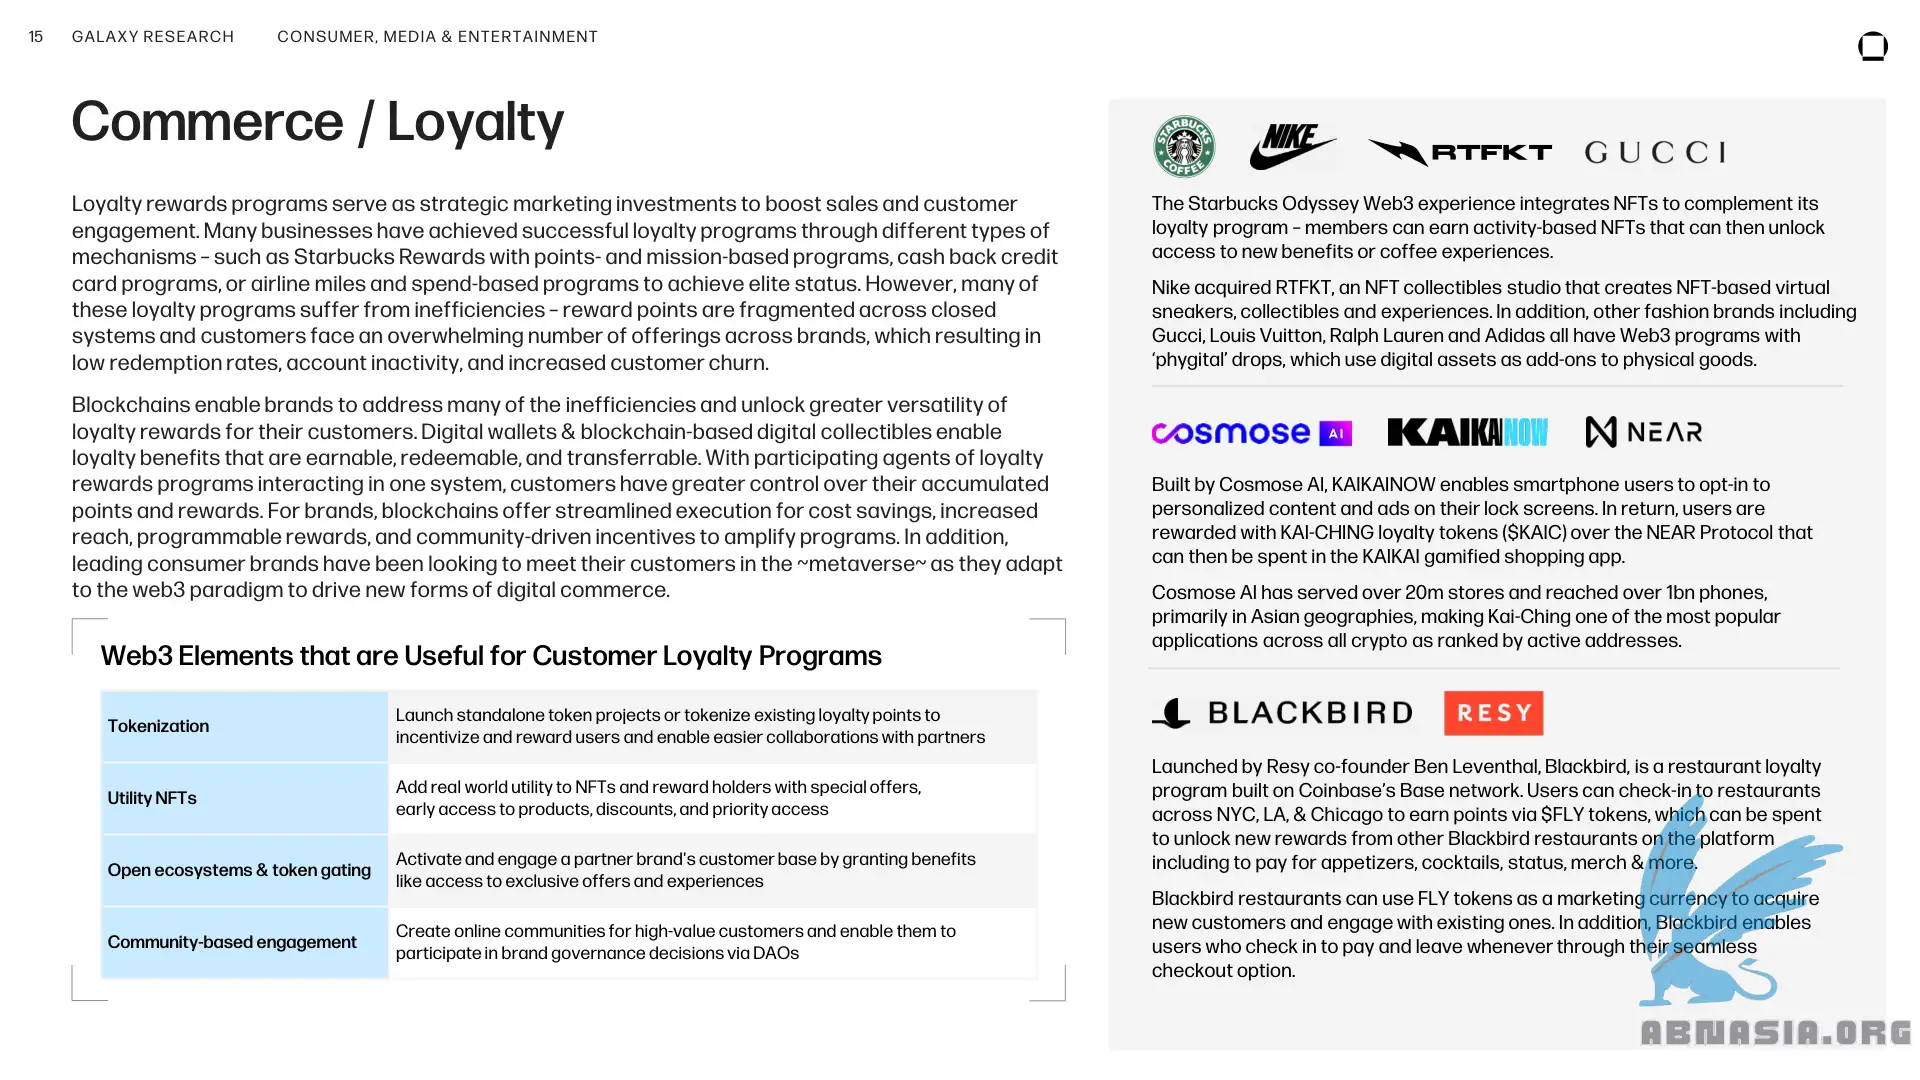 15 GALAXY RESEARCH CONSUMER, MEDIA & ENTERTAINMENT
Commerce / Loyalty
Loyalty rewards programs serve as strategic marketing investments to boost sales and customer
engagement. Many businesses have achieved successful loyalty programs through different types of
mechanisms – such as Starbucks Rewards with points- and mission-based programs, cash back credit
card programs, or airline miles and spend-based programs to achieve elite status. However, many of
these loyalty programs suffer from inefficiencies – reward points are fragmented across closed
systems and customers face an overwhelming number of offerings across brands, which resulting in
low redemption rates, account inactivity, and increased customer churn.
Blockchains enable brands to address many of the inefficiencies and unlock greater versatility of
loyalty rewards for their customers. Digital wallets & blockchain-based digital collectibles enable
loyalty benefits that are earnable, redeemable, and transferrable. With participating agents of loyalty
rewards programs interacting in one system, customers have greater control over their accumulated
points and rewards. For brands, blockchains offer streamlined execution for cost savings, increased
reach, programmable rewards, and community-driven incentives to amplify programs. In addition,
leading consumer brands have been looking to meet their customers in the ~metaverse~ as they adapt
to the web3 paradigm to drive new forms of digital commerce.
Web3 Elements that are Useful for Customer Loyalty Programs
Tokenization
Launch standalone token projects or tokenize existing loyalty points to
incentivize and reward users and enable easier collaborations with partners
Utility NFTs
Add real world utility to NFTs and reward holders with special offers,
early access to products, discounts, and priority access
Open ecosystems & token gating
Activate and engage a partner brand's customer base by granting benefits
like access to exclusive offers and experiences
Community-based engagement
Create online communities for high-value customers and enable them to
participate in brand governance decisions via DAOs
STARBUCKS COFFEE NIKE RTFKT GUCCI
The Starbucks Odyssey Web3 experience integrates NFTs to complement its
loyalty program – members can earn activity-based NFTs that can then unlock
access to new benefits or coffee experiences.
Nike acquired RTFKT, an NFT collectibles studio that creates NFT-based virtual
sneakers, collectibles and experiences. In addition, other fashion brands including
Gucci, Louis Vuitton, Ralph Lauren and Adidas all have Web3 programs with
‘phygital’ drops, which use digital assets as add-ons to physical goods.
cosmose AI KAIKAINOW NEAR
Built by Cosmose AI, KAIKAINOW enables smartphone users to opt-in to
personalized content and ads on their lock screens. In return, users are
rewarded with KAI-CHING loyalty tokens ($KAIC) over the NEAR Protocol that
can then be spent in the KAIKAI gamified shopping app.
Cosmose AI has served over 20m stores and reached over 1bn phones,
primarily in Asian geographies, making Kai-Ching one of the most popular
applications across all crypto as ranked by active addresses.
BLACKBIRD RESY
Launched by Resy co-founder Ben Leventhal, Blackbird, is a restaurant loyalty
program built on Coinbase’s Base network. Users can check-in to restaurants
across NYC, LA, & Chicago to earn points via $FLY tokens, which can be spent
to unlock new rewards from other Blackbird restaurants on the platform
including to pay for appetizers, cocktails, status, merch & more.
Blackbird restaurants can use FLY tokens as a marketing currency to acquire
new customers and engage with existing ones. In addition, Blackbird enables
users who check in to pay and leave whenever through their seamless
checkout option.
ABNASIA.ORG